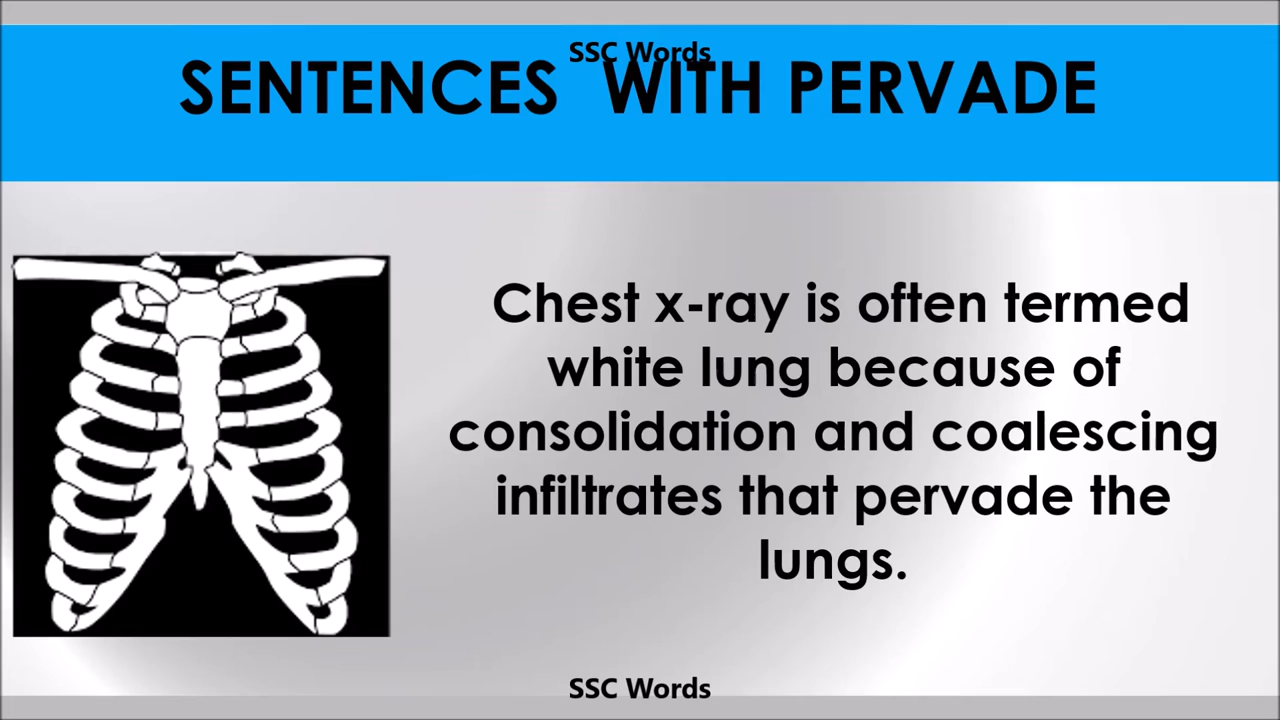 SSC Words
SENTENCES WITH PERVADE
Chest x-ray is often termed
white lung because of
consolidation and coalescing
infiltrates that pervade the
lungs.
SSC Words